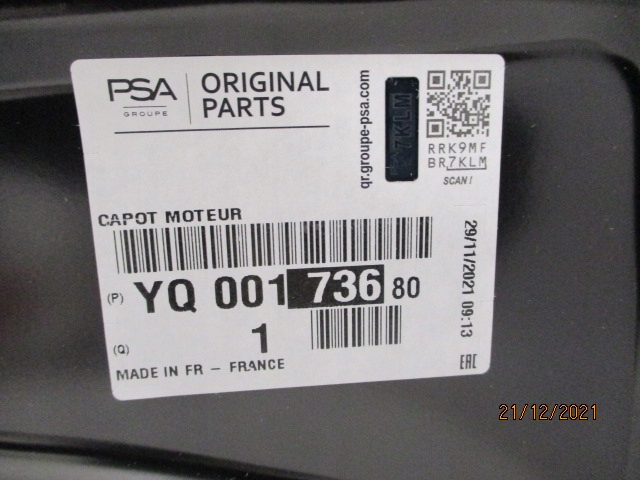 PSA
GROUPE
ORIGINAL
PARTS
qr.groupe-psa.com
7KLM
RRK9MF
BR7KLM
SCAN!
CAPOT MOTEUR
(P) YQ 001 736 80
(Q) 1
MADE IN FR - FRANCE
29/11/2021 09:13
EAC
21/12/2021